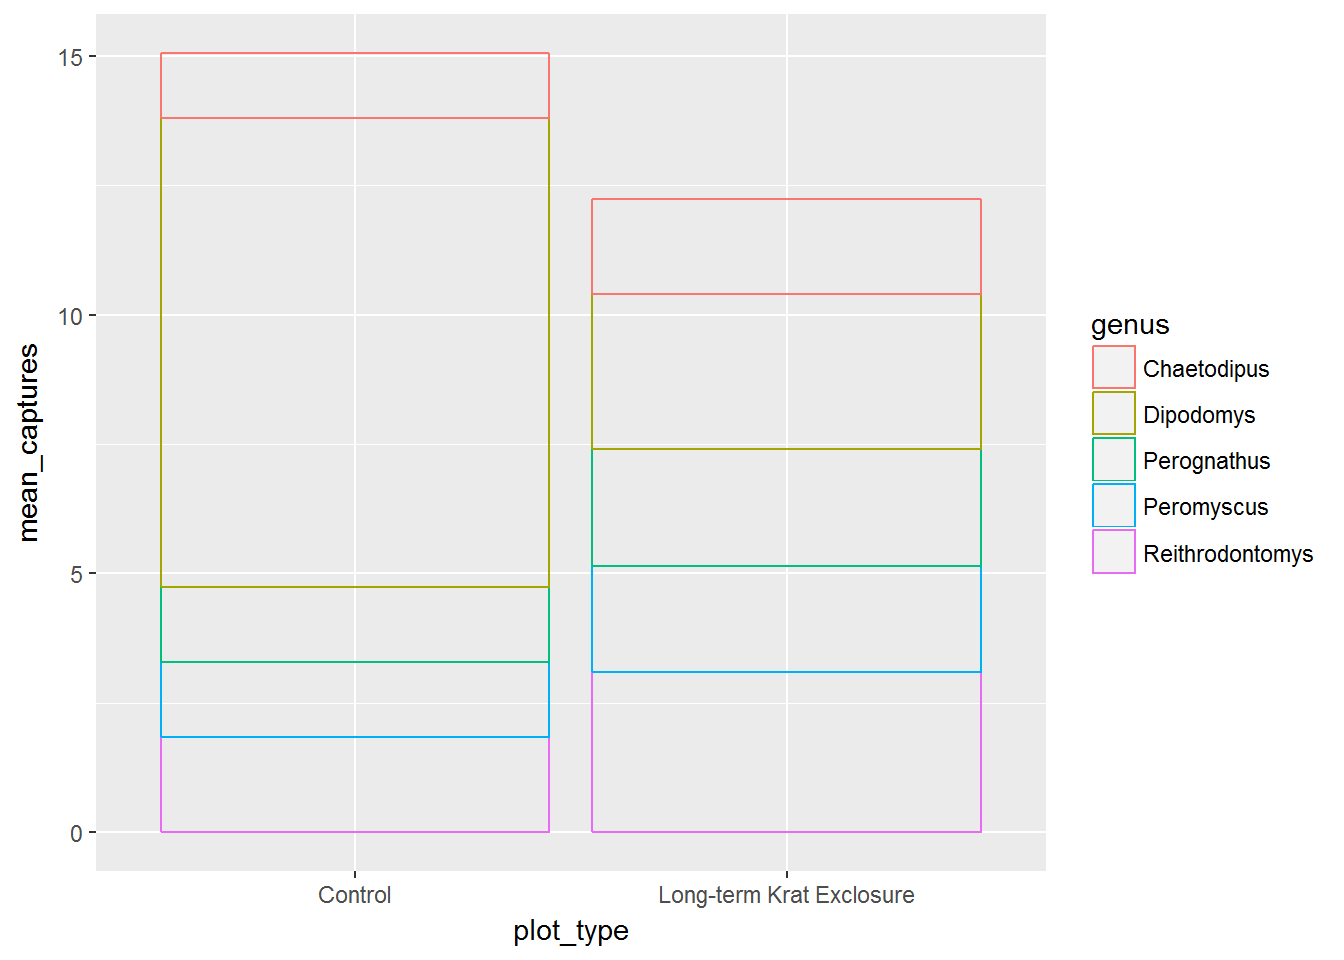 mean_captures
15
10
5
0
Control
Long-term Krat Exclosure
plot_type
genus
Chaetodipus
Dipodomys
Perognathus
Peromyscus
Reithrodontomys